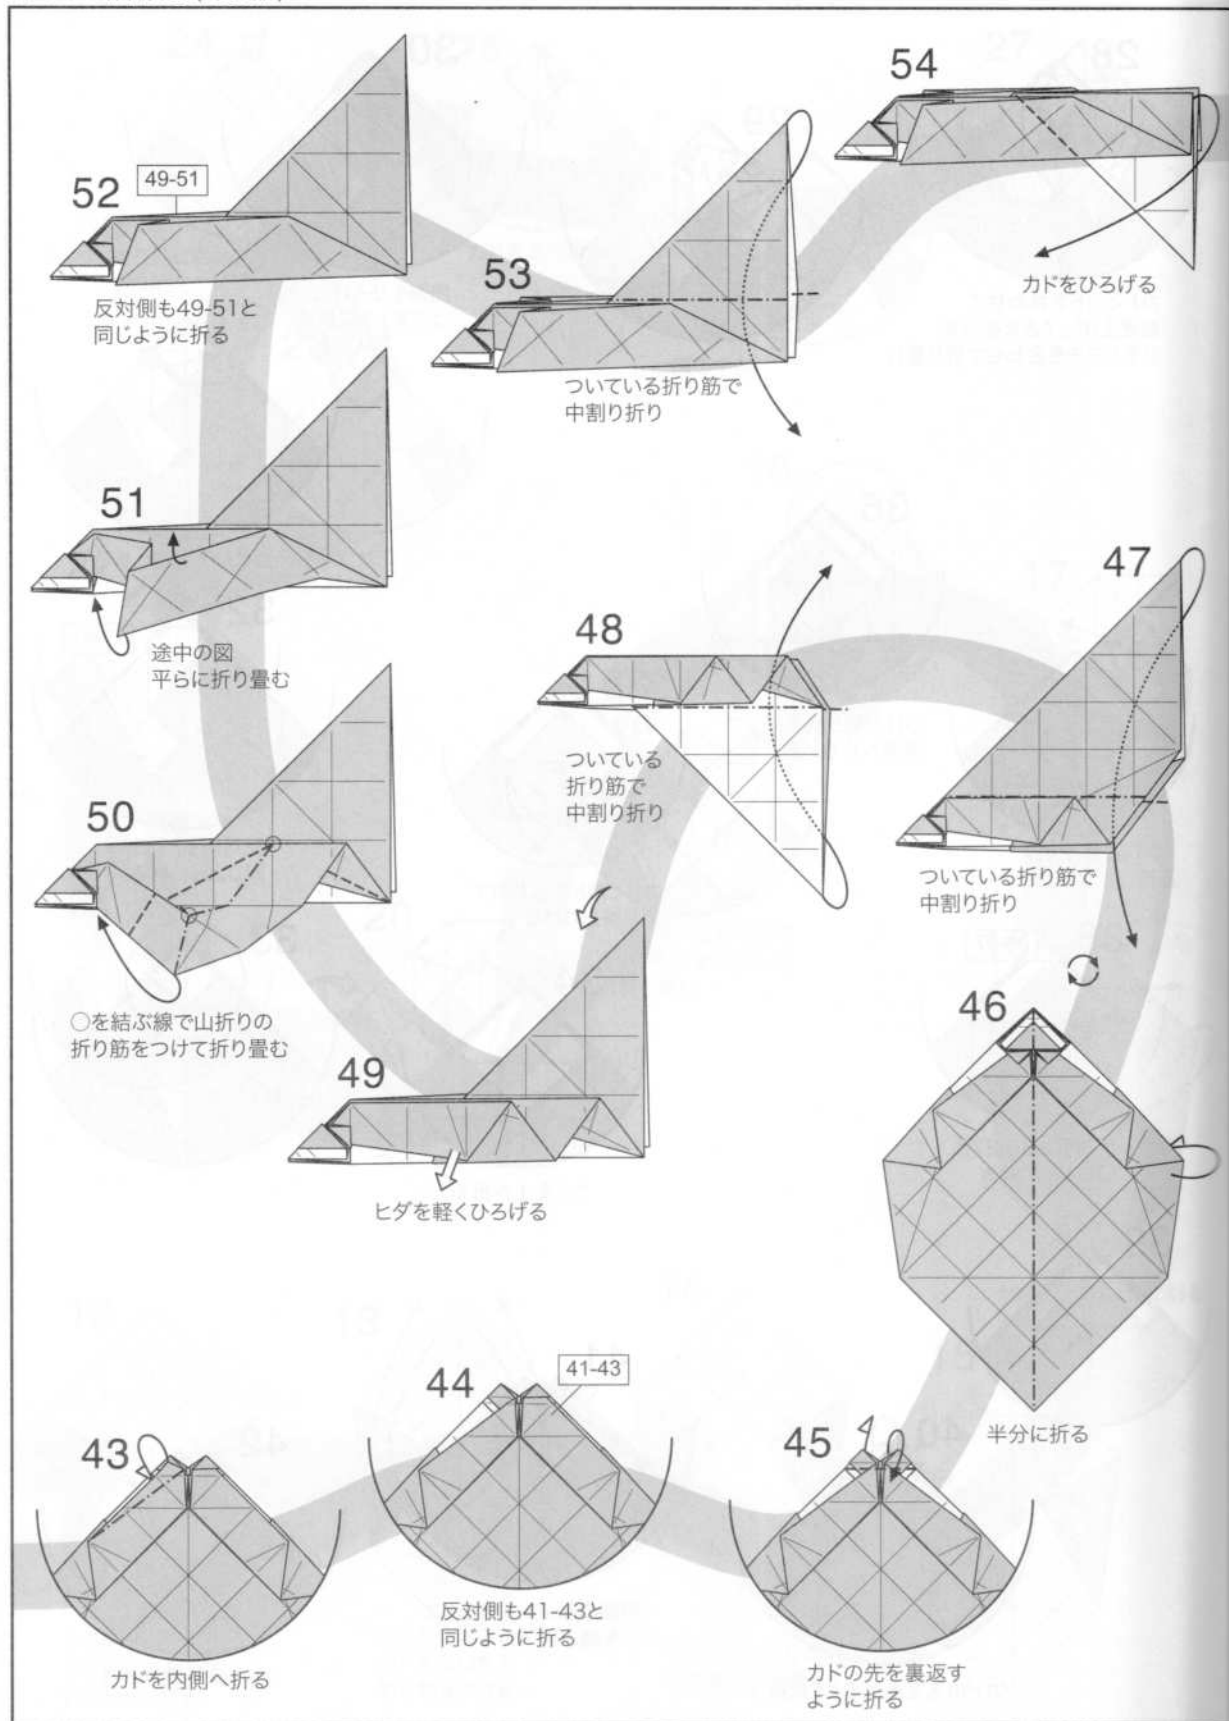 43
カドを内側へ折る
44
41-43
反対側も41-43と
同じように折る
45
カドの先を裏返す
ように折る
46
半分に折る
47
ついている折り筋で
中割り折り
48
ついている
折り筋で
中割り折り
49
ヒダを軽くひろげる
50
○を結ぶ線で山折りの
折り筋をつけて折り畳む
51
途中の図
平らに折り畳む
52
49-51
反対側も49-51と
同じように折る
53
ついている折り筋で
中割り折り
54
カドをひろげる